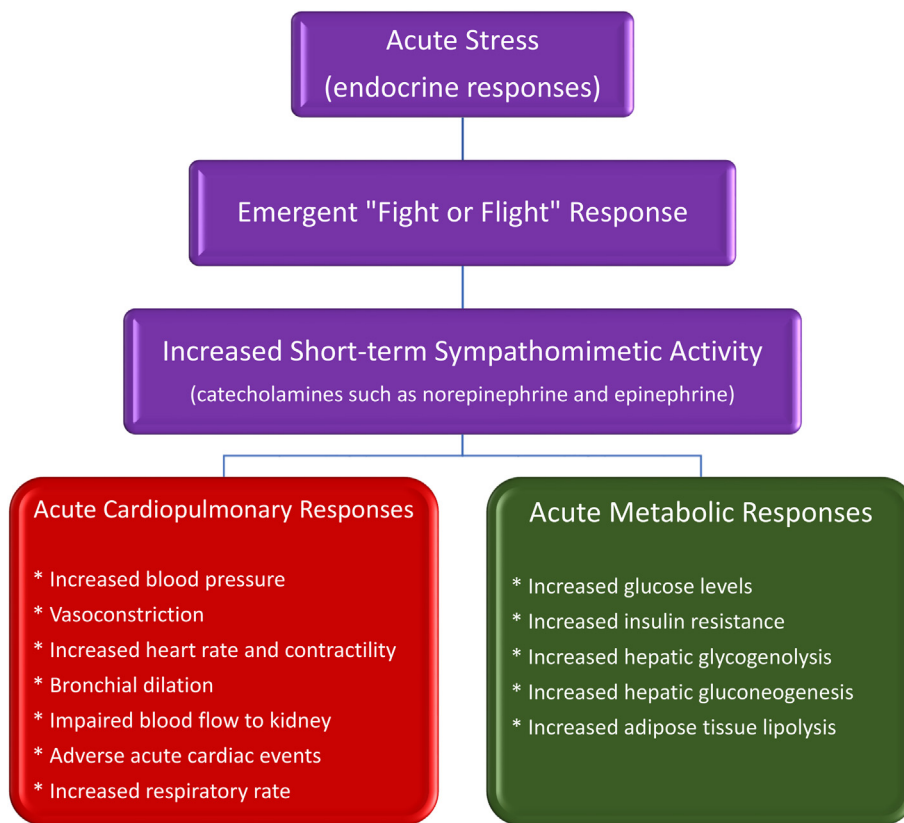 Acute Stress
(endocrine responses)
Emergent "Fight or Flight" Response
Increased Short-term Sympathomimetic Activity
(catecholamines such as norepinephrine and epinephrine)
Acute Cardiopulmonary Responses
* Increased blood pressure
* Vasoconstriction
* Increased heart rate and contractility
* Bronchial dilation
* Impaired blood flow to kidney
* Adverse acute cardiac events
* Increased respiratory rate
Acute Metabolic Responses
* Increased glucose levels
* Increased insulin resistance
* Increased hepatic glycogenolysis
* Increased hepatic gluconeogenesis
* Increased adipose tissue lipolysis